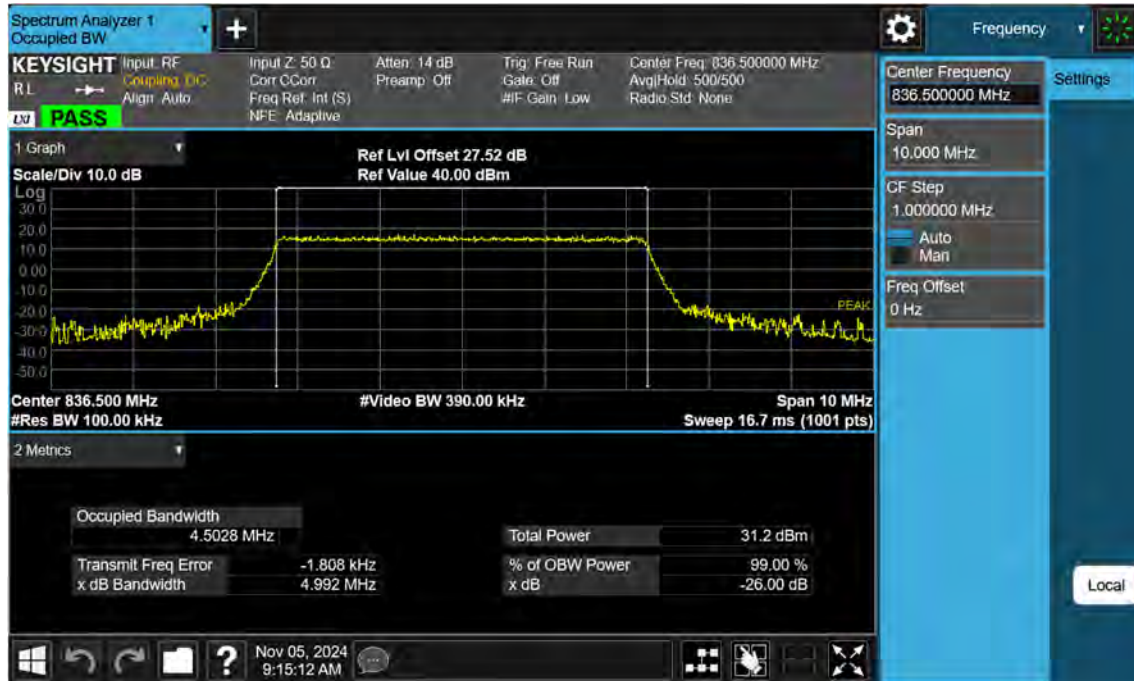 Spectrum Analyzer 1
Occupied BW
+
Frequency
KEYSIGHT
RL
LXI PASS
Input: RF
Coupling: DC
Align: Auto
Input Z: 50 Ω
Corr CCorr
Freq Ref: Int (S)
NFE: Adaptive
Atten: 14 dB
Preamp: Off
Trig: Free Run
Gate: Off
#IF Gain: Low
Center Freq: 836.500000 MHz
Avg|Hold: 500/500
Radio Std: None
Center Frequency
836.500000 MHz
Settings
Span
10.000 MHz
CF Step
1.000000 MHz
Auto
Man
Freq Offset
0 Hz
1 Graph
Scale/Div 10.0 dB
Ref Lvl Offset 27.52 dB
Ref Value 40.00 dBm
Log
30.0
20.0
10.0
0.00
-10.0
-20.0
-30.0
-40.0
-50.0
PEAK
Center 836.500 MHz
#Video BW 390.00 kHz
Span 10 MHz
#Res BW 100.00 kHz
Sweep 16.7 ms (1001 pts)
2 Metrics
Occupied Bandwidth
4.5028 MHz
Total Power 31.2 dBm
Transmit Freq Error -1.808 kHz
% of OBW Power 99.00 %
x dB Bandwidth 4.992 MHz
x dB -26.00 dB
Local
?
Nov 05, 2024
9:15:12 AM